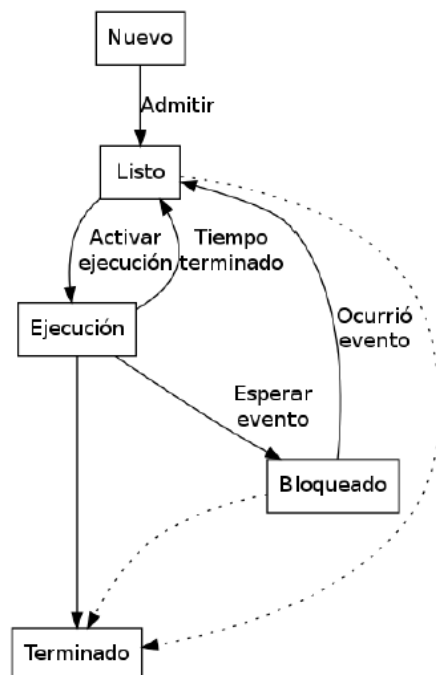 Nuevo
Admitir
Listo
Activar
ejecución
Tiempo
terminado
Ejecución
Ocurrió
evento
Esperar
evento
Bloqueado
Terminado